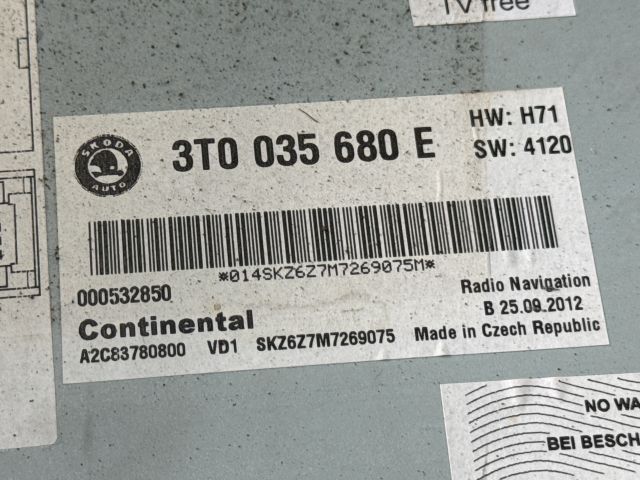 TV free
HW: H71
SKODA
AUTO
3T0 035 680 E
SW: 4120
*014SKZ6Z7M7269075M*
000532850
Radio Navigation
B 25.09.2012
Continental
A2C83780800 VD1 SKZ6Z7M7269075 Made in Czech Republic
NO WA
BEI BESCH